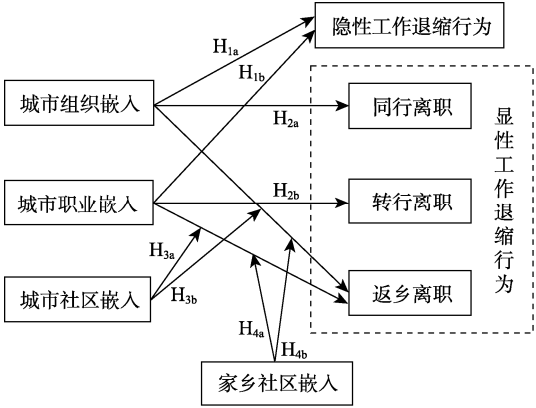 隐性工作退缩行为
H1a
H1b
城市组织嵌入
H2a
同行离职
显性工作退缩行为
城市职业嵌入
H2b
转行离职
H3a
城市社区嵌入
H3b
返乡离职
H4a
H4b
家乡社区嵌入